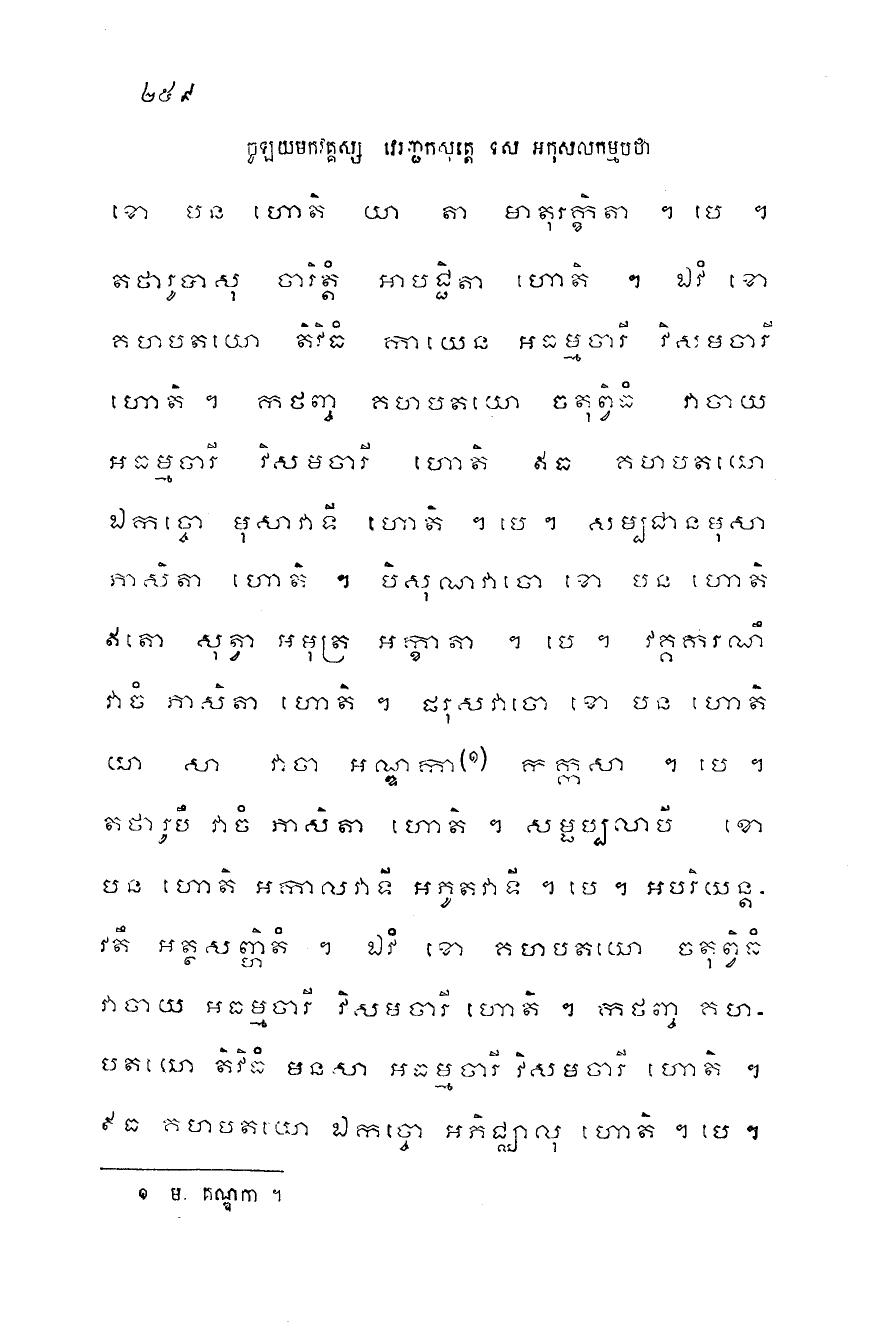 ២៥៩
ចូឡយមកវគ្គស្ស វេរញ្ជកសុត្តេ ទស អកុសលកម្មបថា
ខោ បន ហោតិ យា តា មាតុរក្ខិតា ។ បេ ។
តថារូបាសុ ចារិត្តំ អាបជ្ជិតា ហោតិ ។ ឯវំ ខោ
គហបតយោ តិវិធំ កាយេន អធម្មចារី វិសមចារី
ហោតិ ។ កថញ្ច គហបតយោ ចតុព្វិធំ វាចាយ
អធម្មចារី វិសមចារី ហោតិ ឥធ គហបតយោ
ឯកច្ចោ មុសាវាទី ហោតិ ។ បេ ។ សម្បជានមុសា
ភាសិតា ហោតិ ។ បិសុណវាចោ ខោ បន ហោតិ
ឥតោ សុត្វា អមុត្រ អក្ខាតា ។ បេ ។ វគ្គការណឹ
វាចំ ភាសិតា ហោតិ ។ ផរុសវាចោ ខោ បន ហោតិ
យា សា វាចា អណ្ឌកា(១) កក្កសា ។ បេ ។
តថារូបឹ វាចំ ភាសិតា ហោតិ ។ សម្ផប្បលាបី ខោ
បន ហោតិ អកាលវាទី អភូតវាទី ។ បេ ។ អបរិយន្ត-
វតឹ អត្ថសញ្ហិតំ ។ ឯវំ ខោ គហបតយោ ចតុព្វិធំ
វាចាយ អធម្មចារី វិសមចារី ហោតិ ។ កថញ្ច គហ-
បតយោ តិវិធំ មនសា អធម្មចារី វិសមចារី ហោតិ ។
ឥធ គហបតយោ ឯកច្ចោ អភិជ្ឈាលុ ហោតិ ។ បេ ។
១ ម. គណ្ឌកា ។